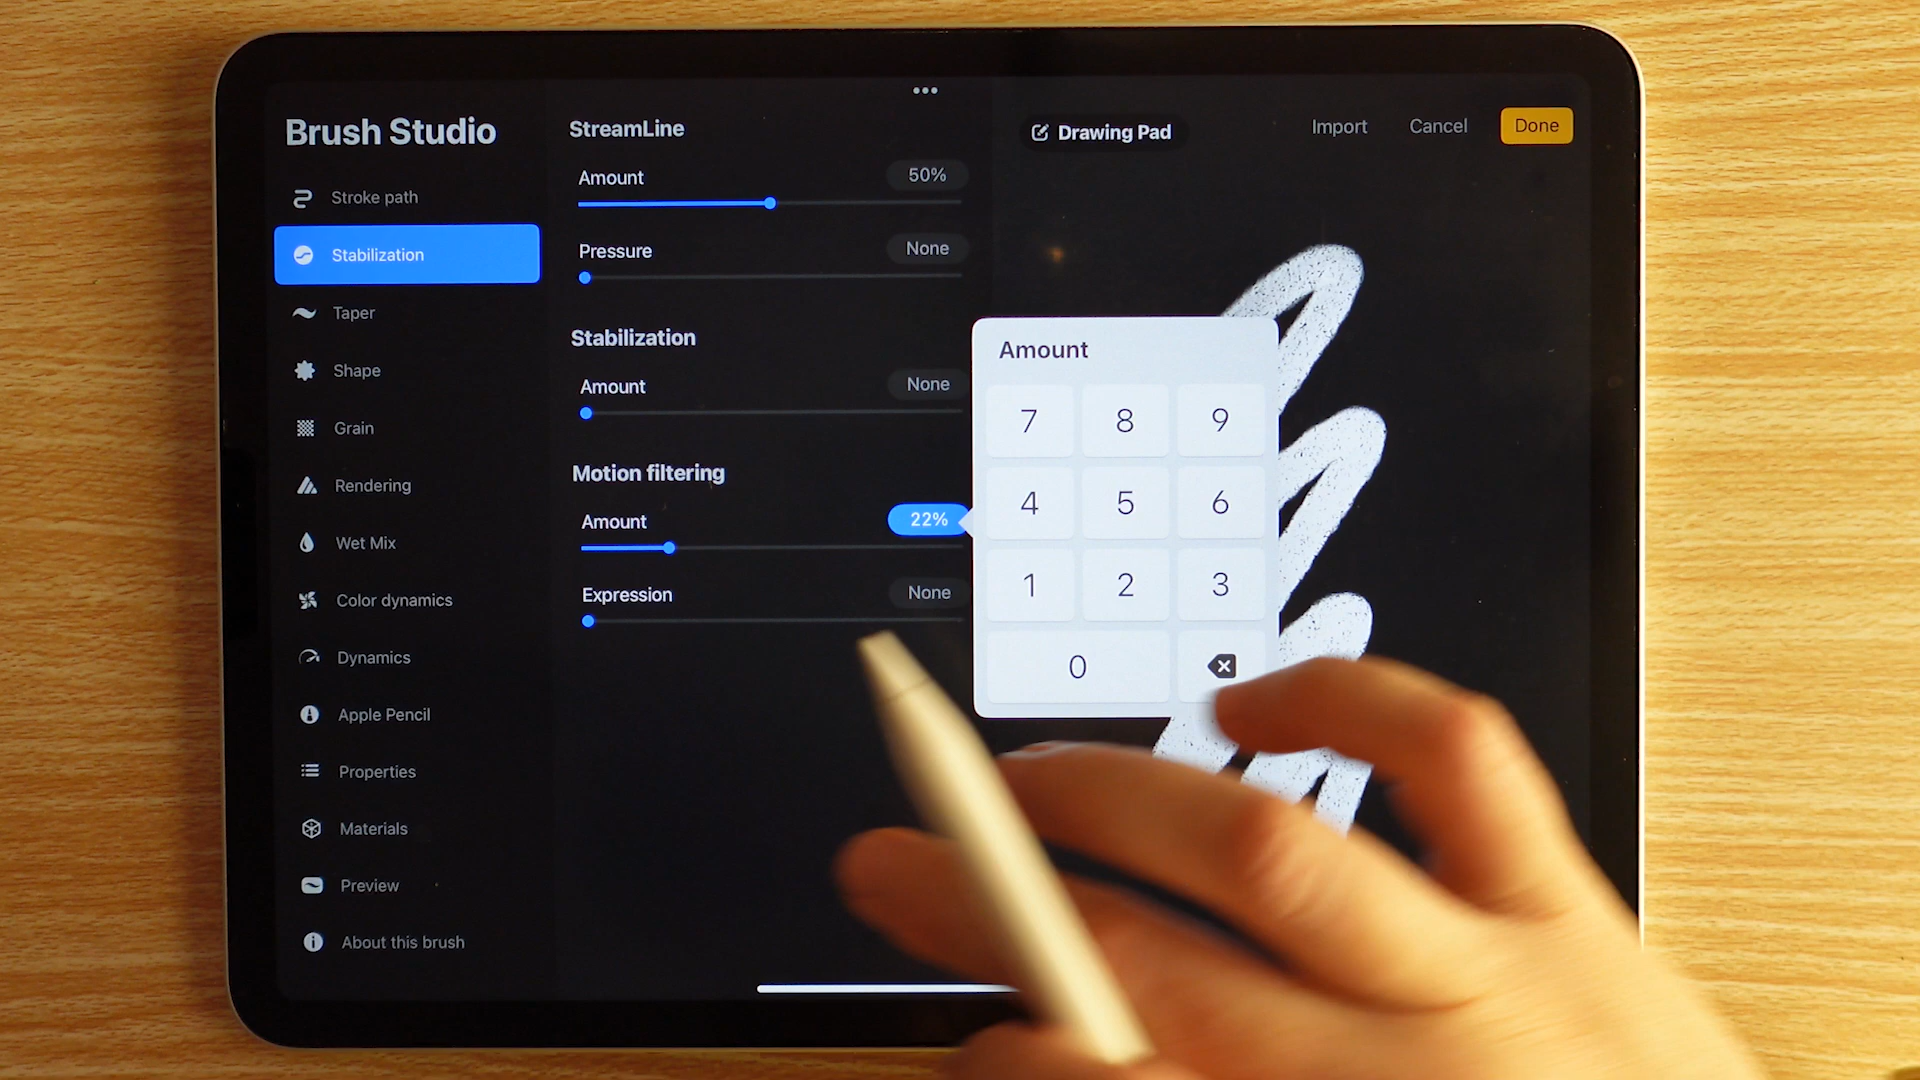 Brush Studio
Stroke path
Stabilization
Taper
Shape
Grain
Rendering
Wet Mix
Color dynamics
Dynamics
Apple Pencil
Properties
Materials
Preview
About this brush
StreamLine
Amount 50%
Pressure None
Stabilization
Amount None
Motion filtering
Amount 22%
Expression None
Drawing Pad
Import Cancel Done
Amount
7 8 9
4 5 6
1 2 3
0